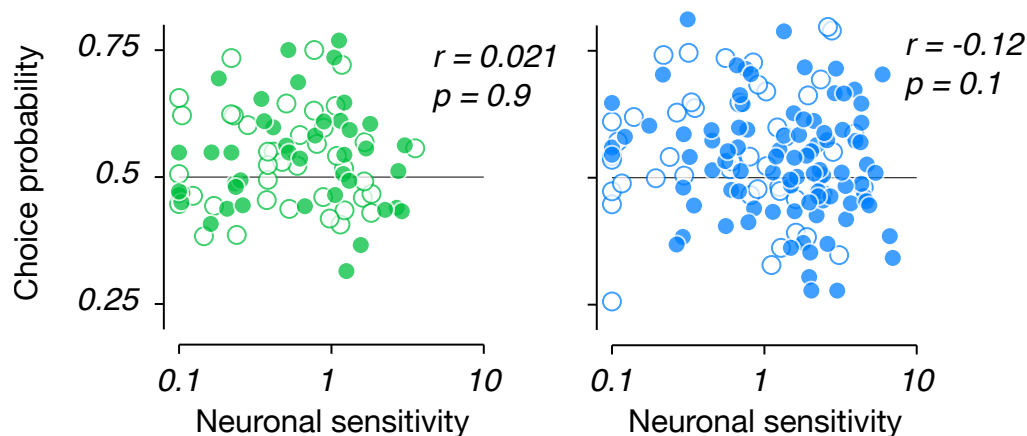 Choice probability
0.75
0.5
0.25
r = 0.021
p = 0.9
0.1
1
10
Neuronal sensitivity
r = -0.12
p = 0.1
0.1
1
10
Neuronal sensitivity